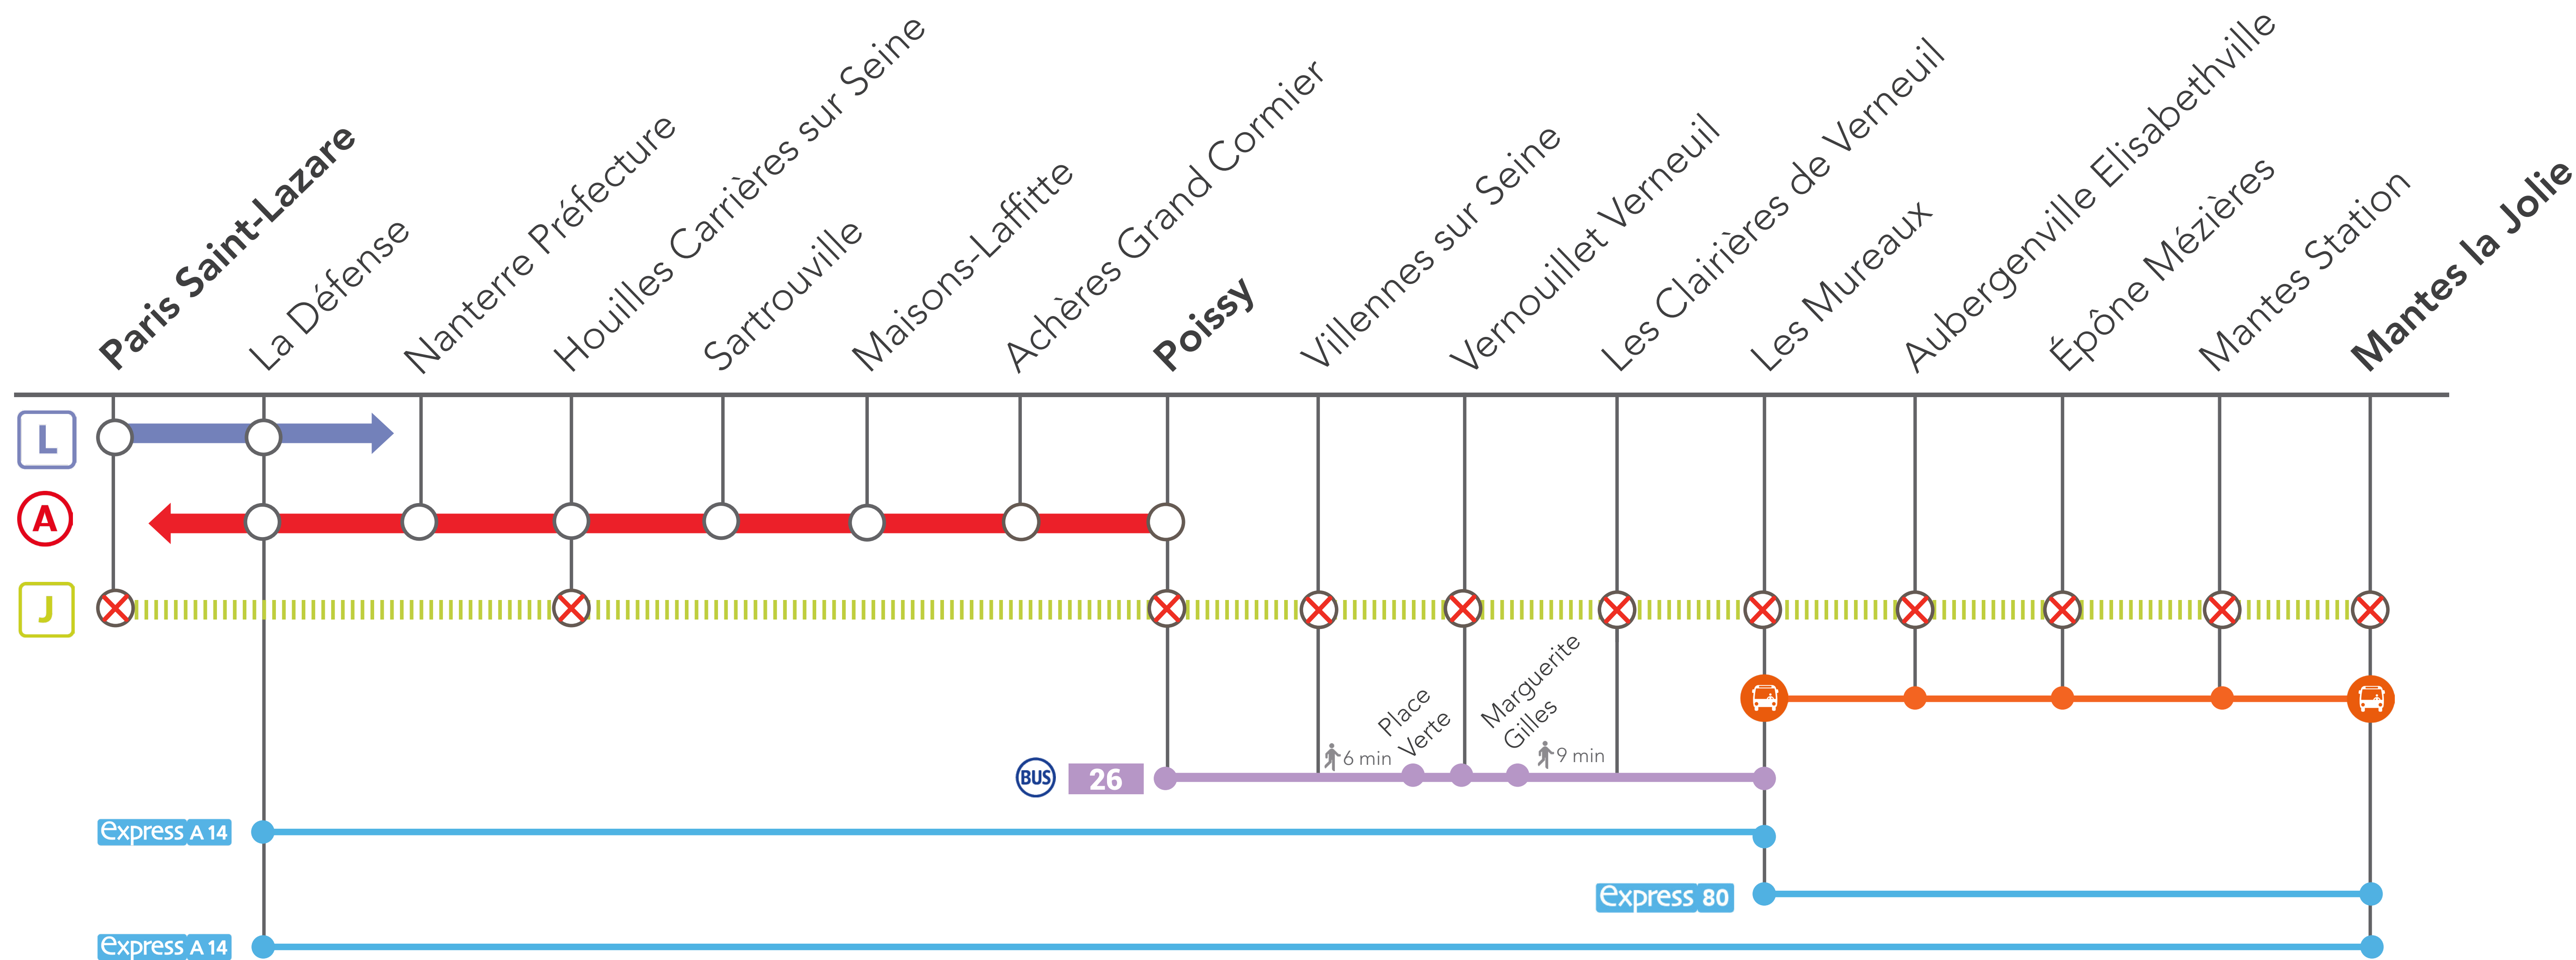 Paris Saint-Lazare
La Défense
Nanterre Préfecture
Houilles Carrières sur Seine
Sartrouville
Maisons-Laffitte
Achères Grand Cormier
Poissy
Villennes sur Seine
Vernouillet Verneuil
Les Clairières de Verneuil
Les Mureaux
Aubergenville Elisabethville
Épône Mézières
Mantes Station
Mantes la Jolie
L
A
J
Place
Verte
Marguerite
Gilles
6 min
9 min
BUS 26
express A 14
express 80
express A 14